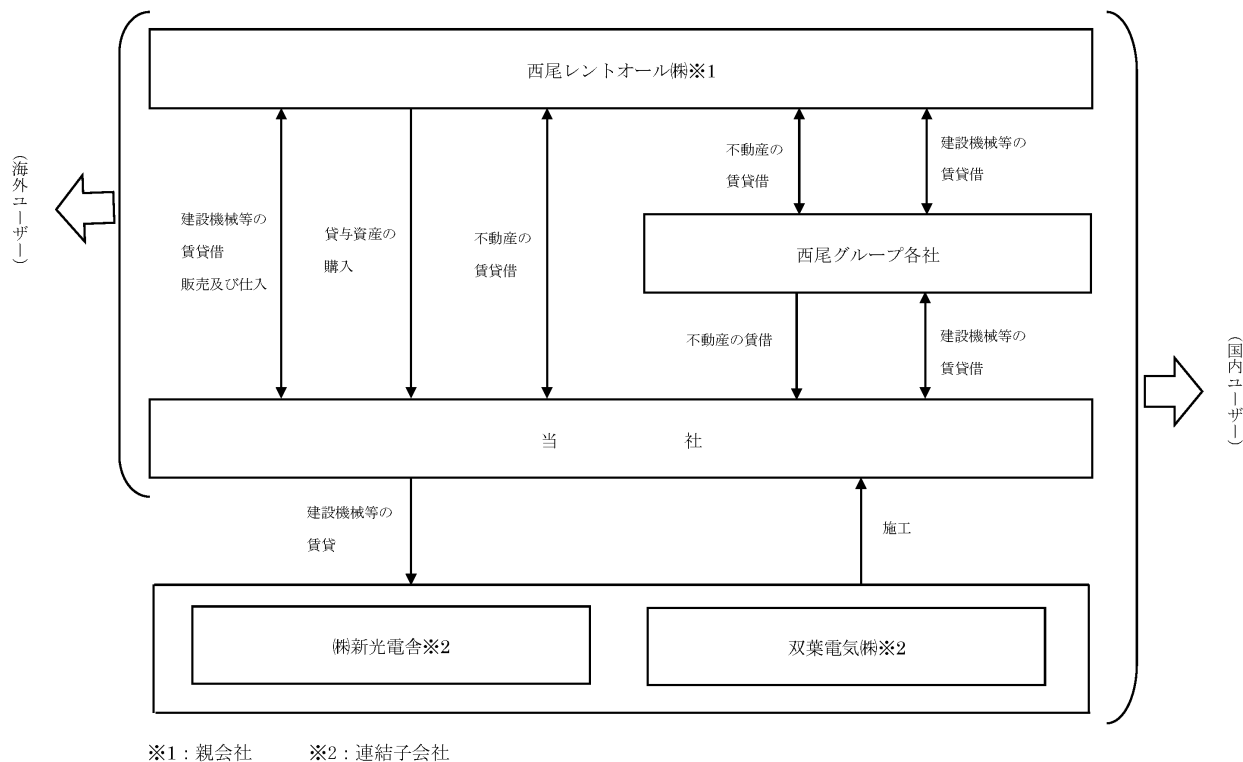 西尾レントオール㈱※1
(海外ユーザー)
建設機械等の
賃貸借
販売及び仕入
貸与資産の
購入
不動産の
賃貸借
不動産の
賃貸借
建設機械等の
賃貸借
西尾グループ各社
不動産の賃借
建設機械等の
賃貸借
(国内ユーザー)
当　　　　　　　社
建設機械等の
賃貸
施工
㈱新光電舎※2
双葉電気㈱※2
※1：親会社　　　※2：連結子会社